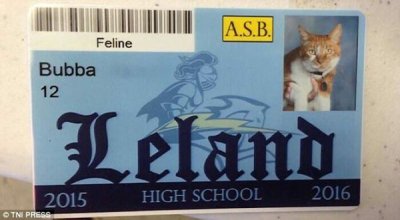 Feline
A.S.B.
Bubba
12
Leland
2015 HIGH SCHOOL 2016
© TNI PRESS